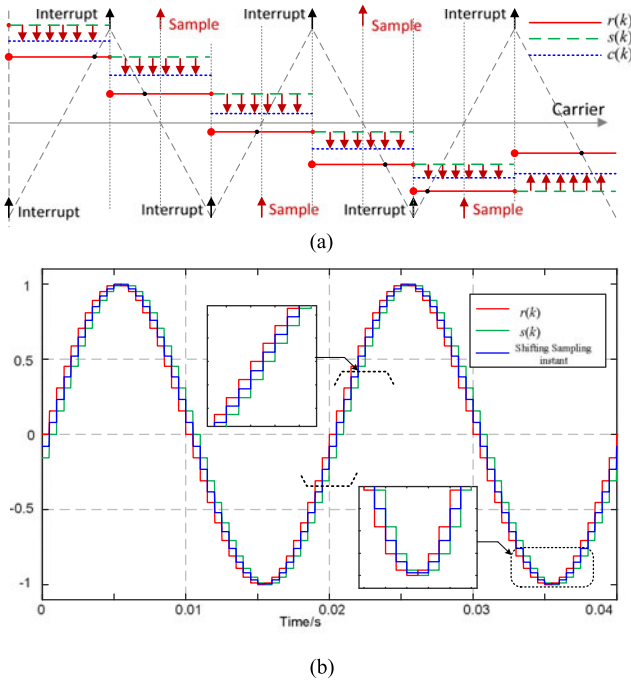 Interrupt
Sample
Interrupt
Sample
Interrupt
r(k)
s(k)
c(k)
Carrier
Interrupt
Interrupt
Sample
Interrupt
Sample
(a)
(b)
1
0.5
0
-0.5
-1
r(k)
s(k)
Shifting Sampling
instant
0
0.01
0.02
0.03
0.04
Time/s